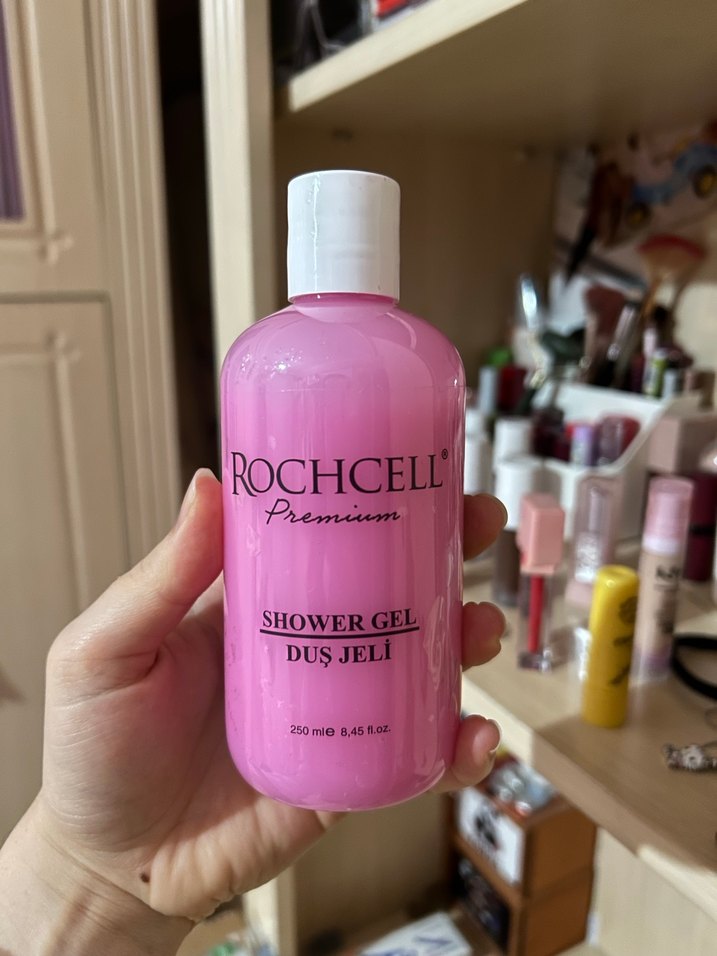 ROCHCELL®
Premium
SHOWER GEL
DUŞ JELİ
250 ml℮ 8,45 fl.oz.